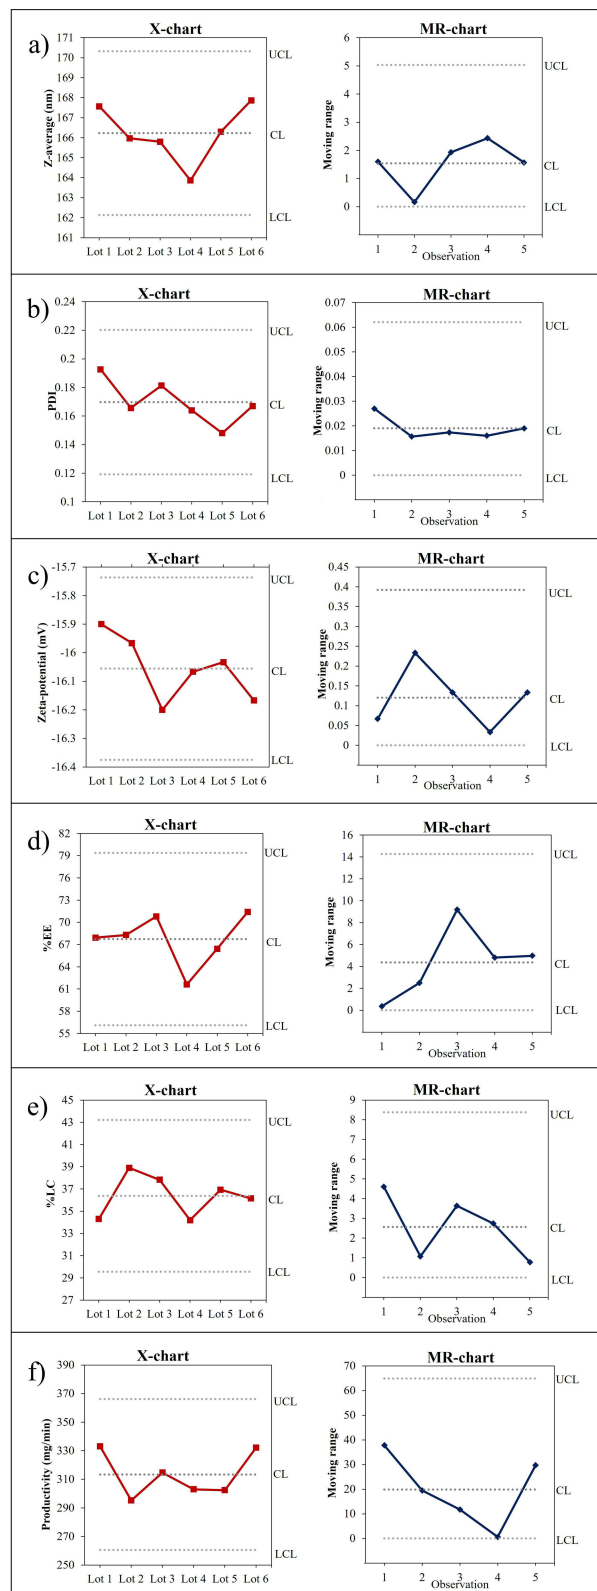 a)
X-chart
Z-average (nm)
171
170
169
168
167
166
165
164
163
162
161
UCL
CL
LCL
Lot 1 Lot 2 Lot 3 Lot 4 Lot 5 Lot 6
MR-chart
Moving range
6
5
4
3
2
1
0
UCL
CL
LCL
1 2 3 4 5
Observation
b)
X-chart
PDI
0.24
0.22
0.2
0.18
0.16
0.14
0.12
0.1
UCL
CL
LCL
Lot 1 Lot 2 Lot 3 Lot 4 Lot 5 Lot 6
MR-chart
Moving range
0.07
0.06
0.05
0.04
0.03
0.02
0.01
0
UCL
CL
LCL
1 2 3 4 5
Observation
c)
X-chart
Zeta-potential (mV)
-15.7
-15.8
-15.9
-16
-16.1
-16.2
-16.3
-16.4
UCL
CL
LCL
Lot 1 Lot 2 Lot 3 Lot 4 Lot 5 Lot 6
MR-chart
Moving range
0.45
0.4
0.35
0.3
0.25
0.2
0.15
0.1
0.05
0
UCL
CL
LCL
1 2 3 4 5
Observation
d)
X-chart
%EE
82
79
76
73
70
67
64
61
58
55
UCL
CL
LCL
Lot 1 Lot 2 Lot 3 Lot 4 Lot 5 Lot 6
MR-chart
Moving range
16
14
12
10
8
6
4
2
0
UCL
CL
LCL
1 2 3 4 5
Observation
e)
X-chart
%LC
45
43
41
39
37
35
33
31
29
27
UCL
CL
LCL
Lot 1 Lot 2 Lot 3 Lot 4 Lot 5 Lot 6
MR-chart
Moving range
9
8
7
6
5
4
3
2
1
0
UCL
CL
LCL
1 2 3 4 5
Observation
f)
X-chart
Productivity (mg/min)
390
370
350
330
310
290
270
250
UCL
CL
LCL
Lot 1 Lot 2 Lot 3 Lot 4 Lot 5 Lot 6
MR-chart
Moving range
70
60
50
40
30
20
10
0
UCL
CL
LCL
1 2 3 4 5
Observation